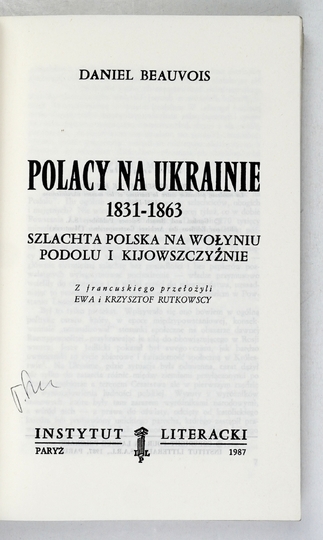 DANIEL BEAUVOIS
POLACY NA UKRAINIE
1831-1863
SZLACHTA POLSKA NA WOŁYNIU
PODOLU I KIJOWSZCZYŹNIE
Z francuskiego przełożyli
EWA i KRZYSZTOF RUTKOWSCY
INSTYTUT LITERACKI
PARYŻ 1987